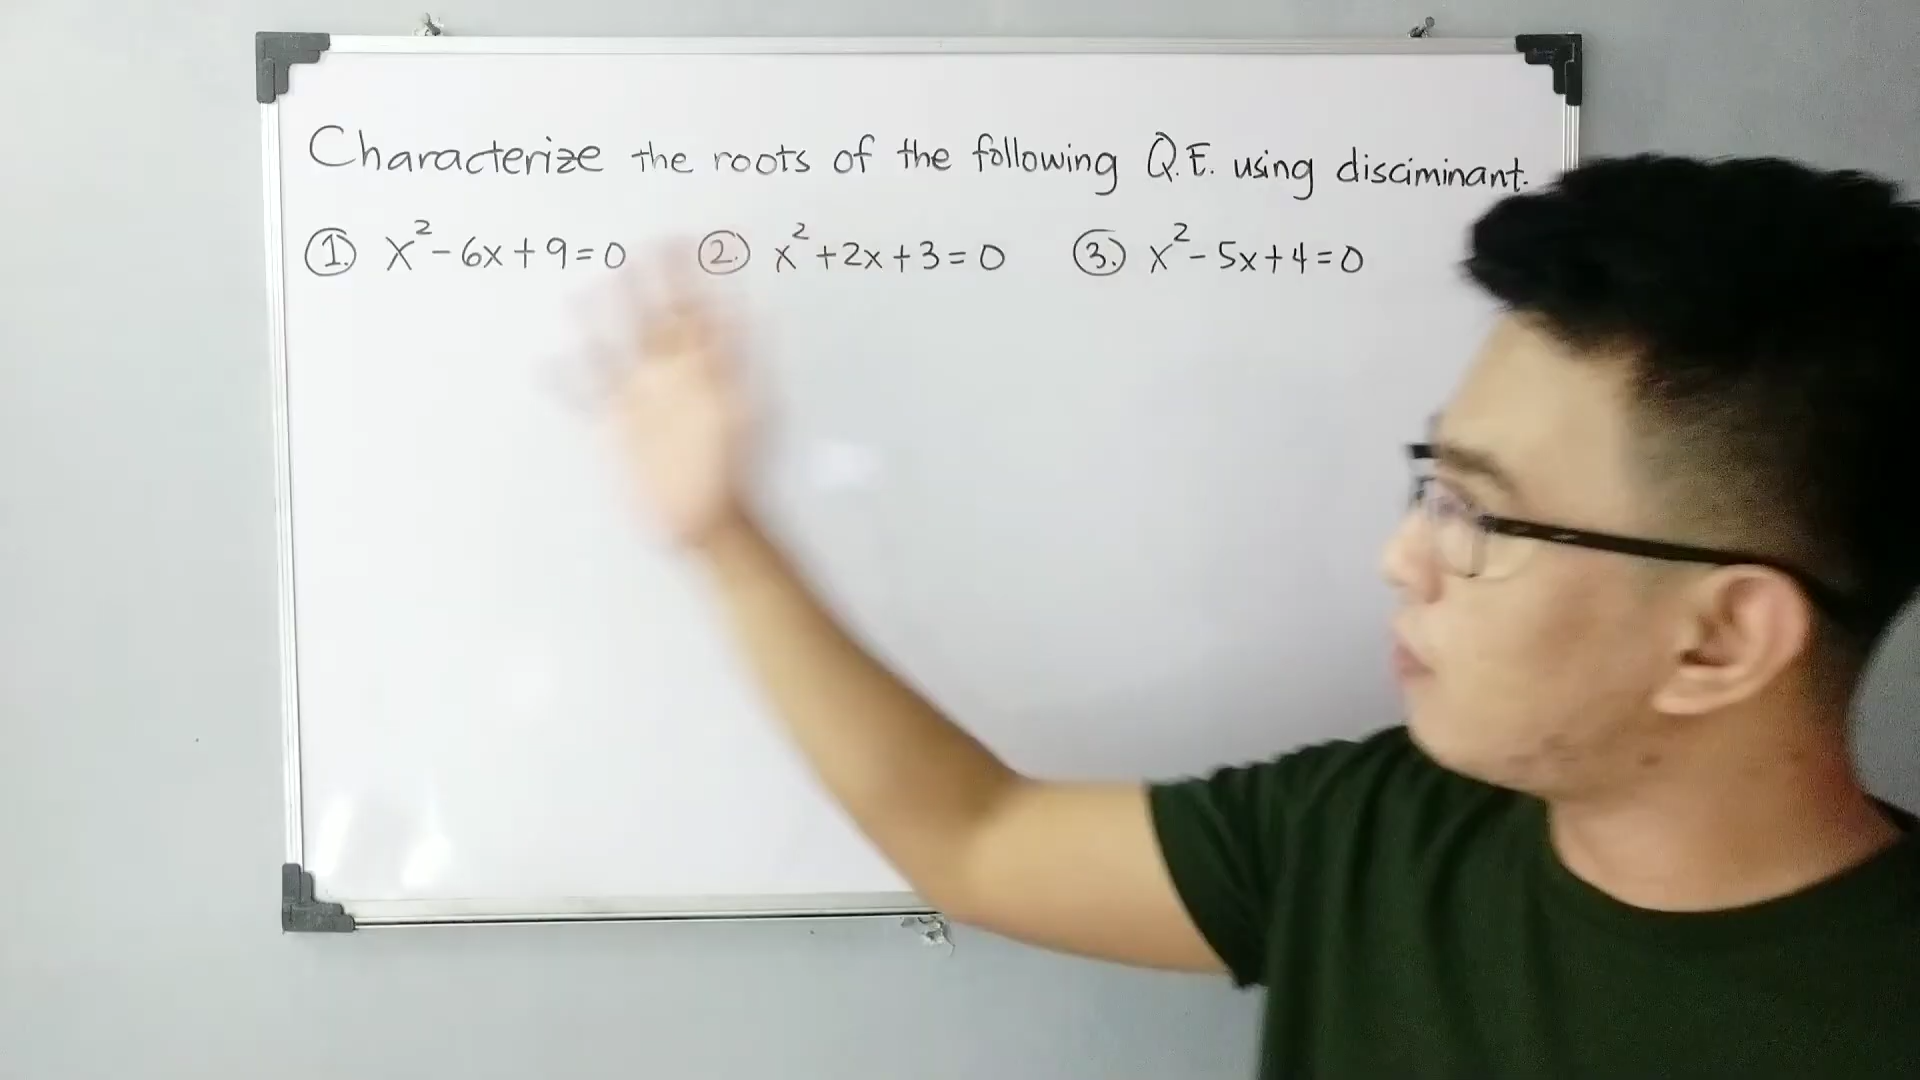 Characterize the roots of the following Q.E. using disciminant.
①. x²-6x+9=0 ②. x²+2x+3=0 ③. x²-5x+4=0